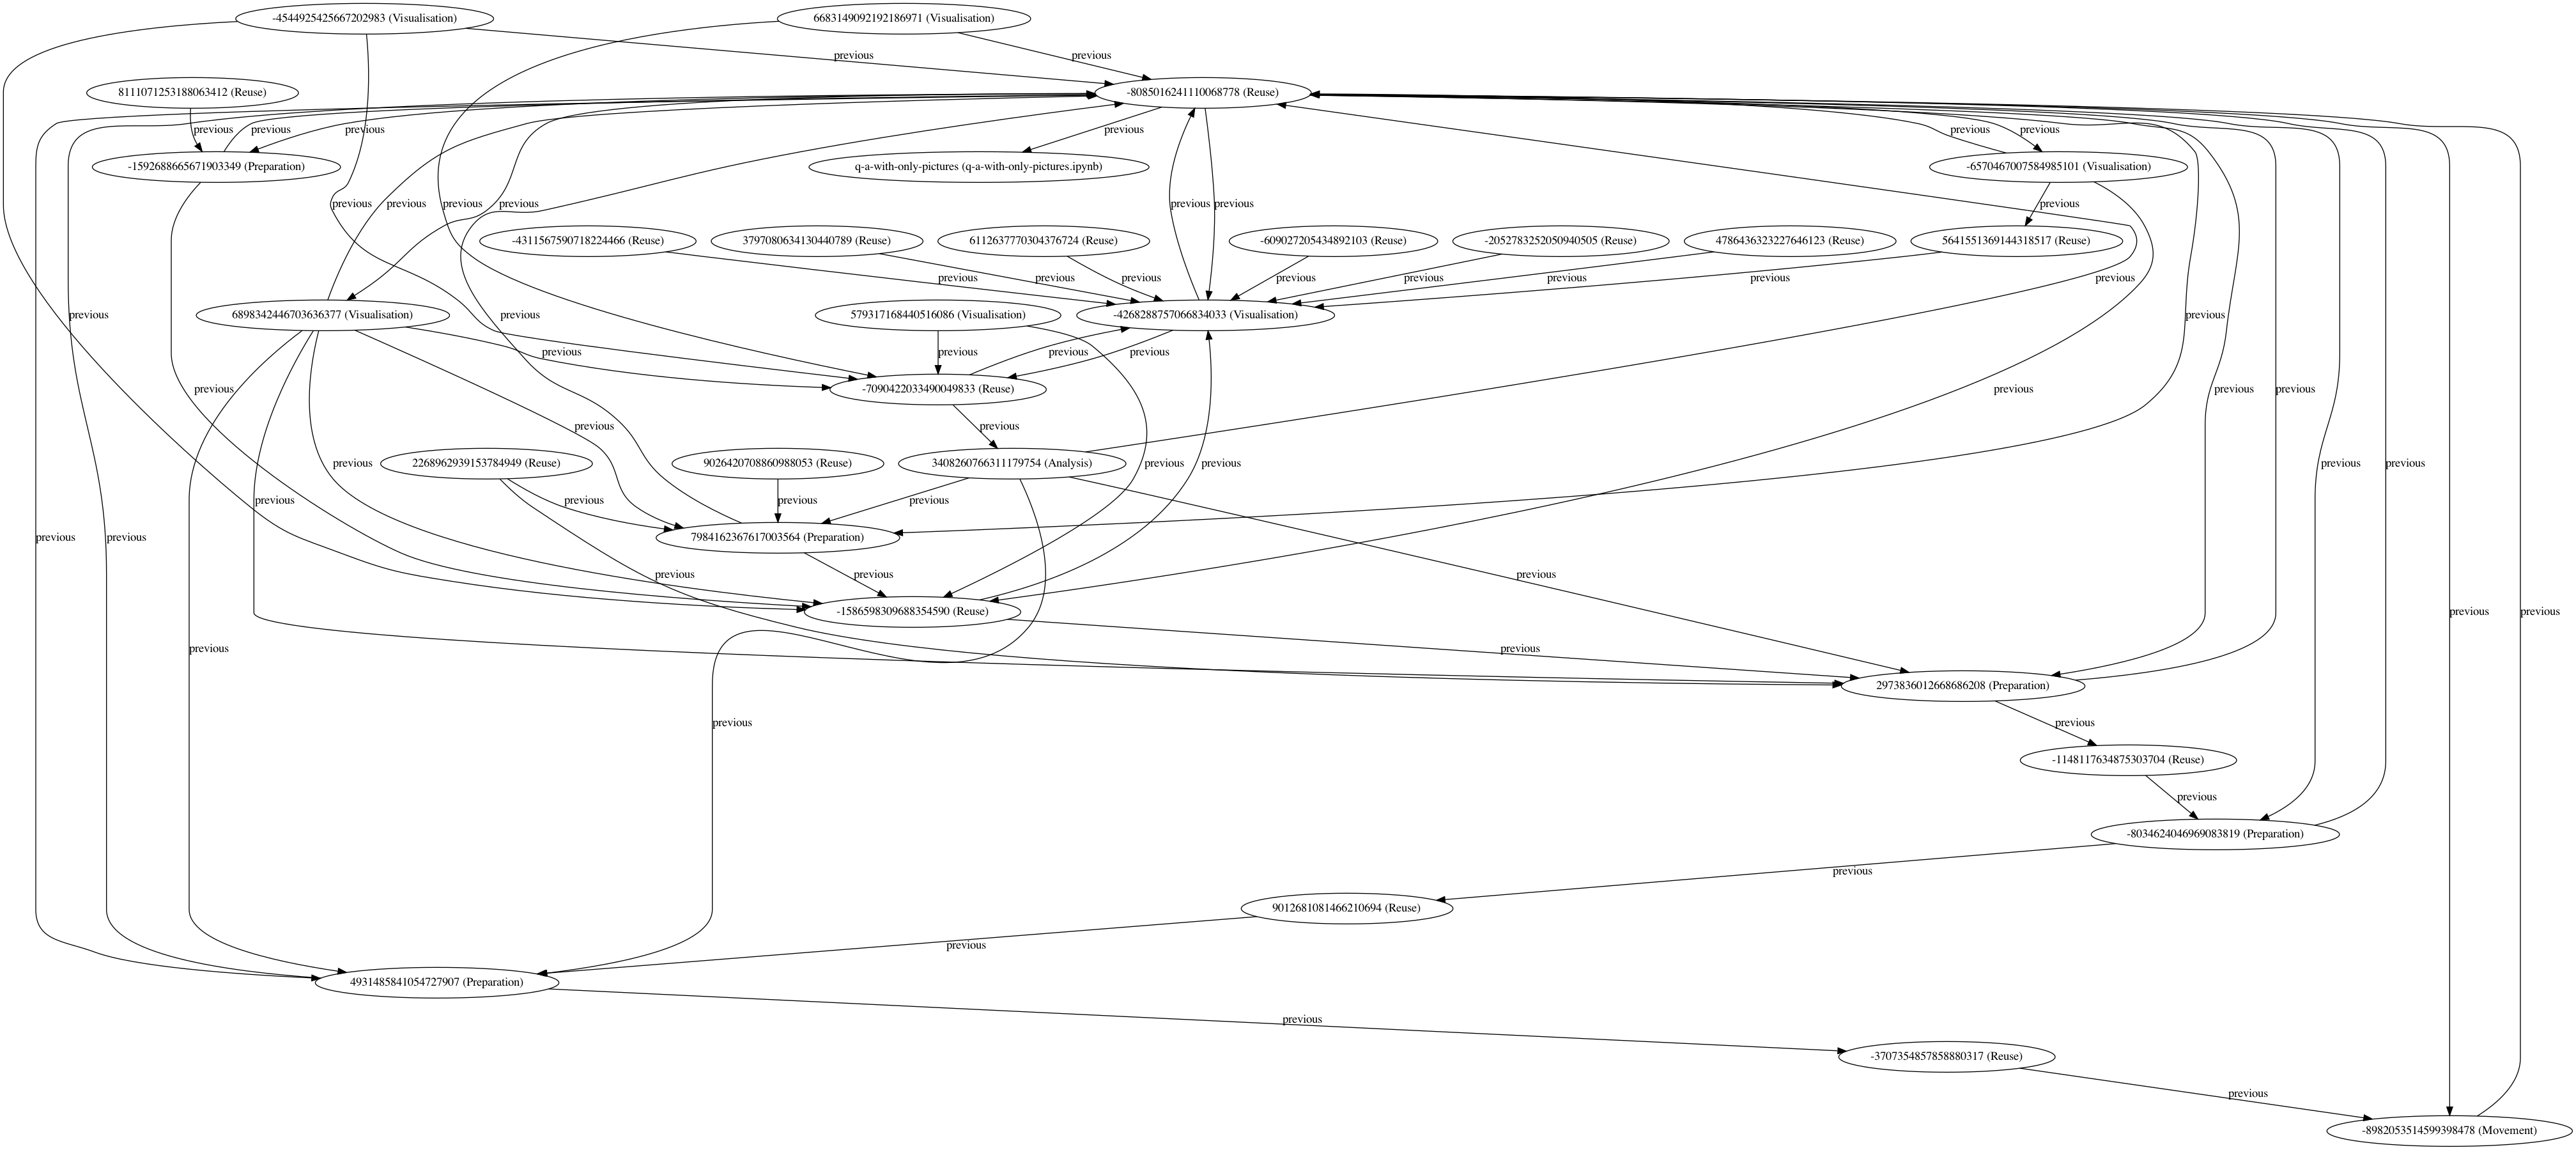 -4544925425667202983 (Visualisation)
6683149092192186971 (Visualisation)
previous
previous
8111071253188063412 (Reuse)
-8085016241110068778 (Reuse)
previous
previous
previous
previous
previous
previous
-1592688665671903349 (Preparation)
q-a-with-only-pictures (q-a-with-only-pictures.ipynb)
-6570467007584985101 (Visualisation)
previous
previous
previous
previous
previous
previous
previous
-4311567590718224466 (Reuse)
3797080634130440789 (Reuse)
6112637770304376724 (Reuse)
-609027205434892103 (Reuse)
-2052783252050940505 (Reuse)
4786436323227646123 (Reuse)
5641551369144318517 (Reuse)
previous
previous
previous
previous
previous
previous
previous
previous
previous
previous
previous
6898342446703636377 (Visualisation)
579317168440516086 (Visualisation)
-4268288757066834033 (Visualisation)
previous
previous
previous
previous
previous
-7090422033490049833 (Reuse)
previous
previous
previous
previous
previous
previous
2268962939153784949 (Reuse)
9026420708860988053 (Reuse)
3408260766311179754 (Analysis)
previous
previous
previous
previous
previous
previous
previous
previous
previous
previous
previous
7984162367617003564 (Preparation)
previous
previous
previous
-1586598309688354590 (Reuse)
previous
previous
previous
previous
2973836012668686208 (Preparation)
previous
previous
-1148117634875303704 (Reuse)
previous
-8034624046969083819 (Preparation)
previous
9012681081466210694 (Reuse)
previous
4931485841054727907 (Preparation)
previous
-3707354857858880317 (Reuse)
previous
-8982053514599398478 (Movement)